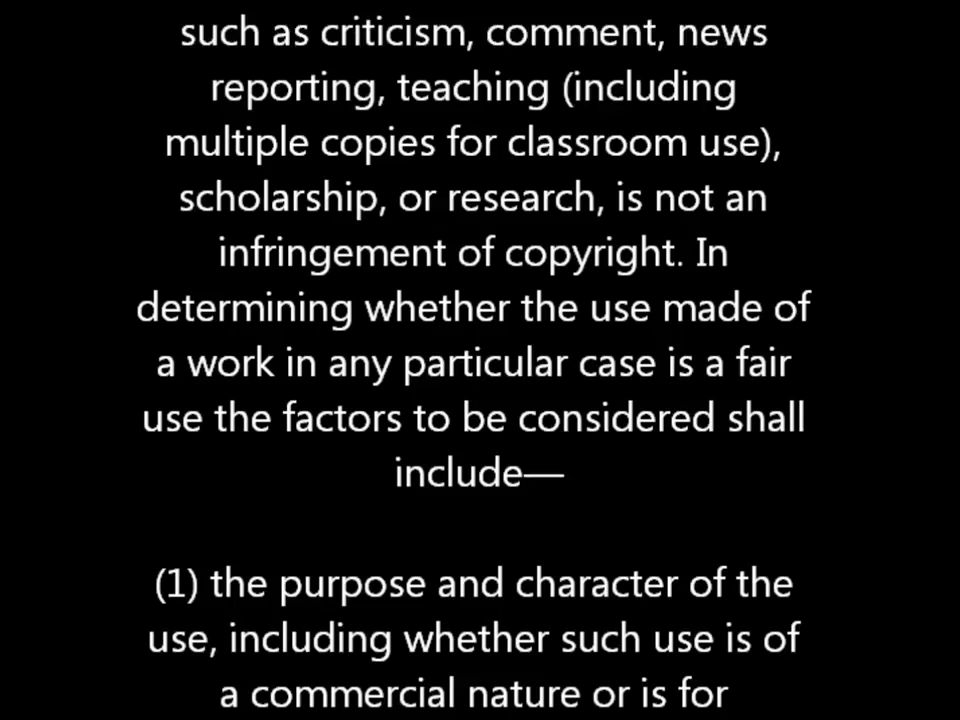 such as criticism, comment, news
reporting, teaching (including
multiple copies for classroom use),
scholarship, or research, is not an
infringement of copyright. In
determining whether the use made of
a work in any particular case is a fair
use the factors to be considered shall
include—
(1) the purpose and character of the
use, including whether such use is of
a commercial nature or is for